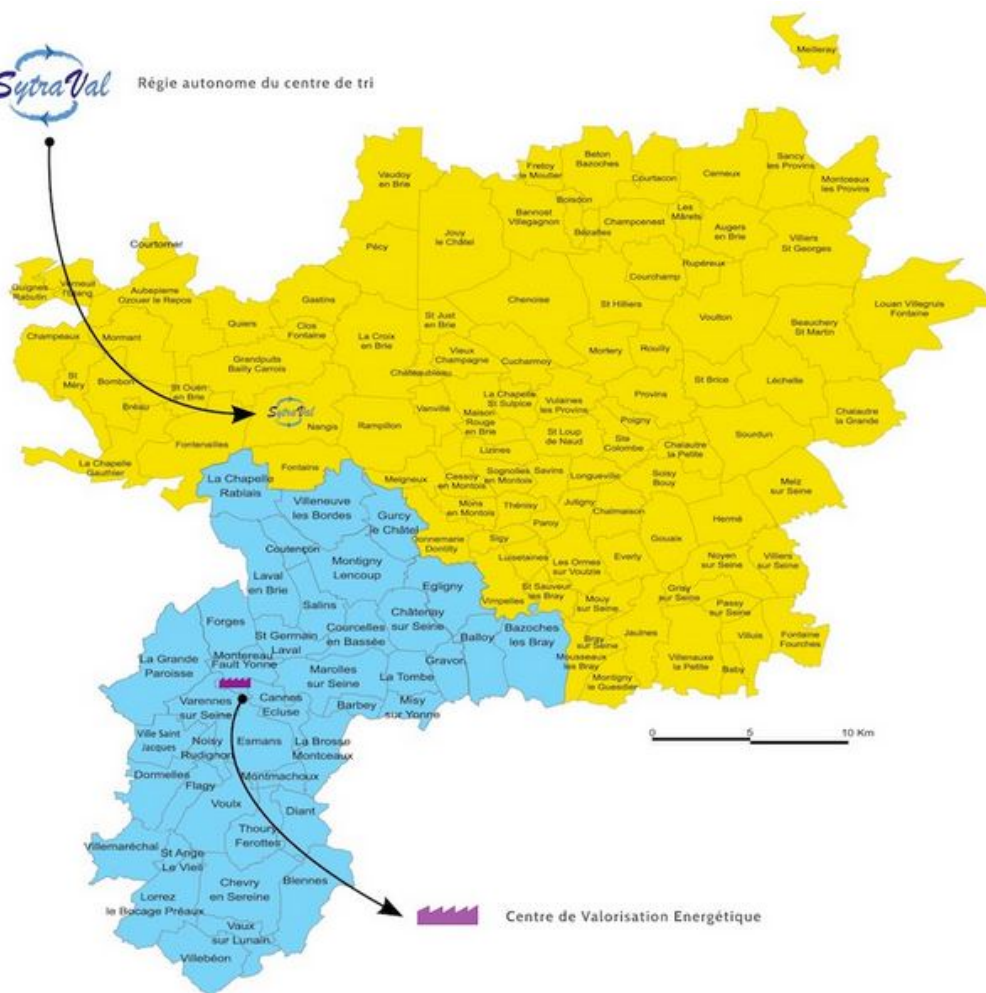 SytraVal
Régie autonome du centre de tri
Meilleray
Vaudoy
en Brie
Fretoy
le Moutier
Beton
Bazoches
Courtacon
Cerneux
Sancy
les Provins
Montceaux
les Provins
Boisdon
Bannost
Villegagnon
Champcenest
Les
Mârets
Augers
en Brie
Bézalles
Villiers
St Georges
Courtomer
Pécy
Jouy
le Châtel
Courchamp
Rupéreux
Guignes
Rabutin
Verneuil
l'Etang
Aubepierre
Ozouer le Repos
Gastins
Chenoise
St Hilliers
Louan Villegruis
Fontaine
Quiers
Clos
Fontaine
St Just
en Brie
Voulton
Beauchery
St Martin
Champeaux
Mormant
La Croix
en Brie
Vieux
Champagne
Cucharmoy
Mortery
Rouilly
Grandpuits
Bailly Carrois
Châteaubleau
St
Méry
Bombon
St Ouen
en Brie
St Brice
Léchelle
Bréau
La Chapelle
St Sulpice
Vulaines
les Provins
Provins
SytraVal
Nangis
Rampillon
Vanvillé
Maison
Rouge
en Brie
Poigny
Chalautre
la Grande
St Loup
de Naud
Ste
Colombe
Sourdun
Fontenailles
Lizines
Chalautre
la Petite
La Chapelle
Gauthier
Fontains
Meigneux
Cessoy
en Montois
Sognolles
en Montois
Savins
Longueville
Soisy
Bouy
Melz
sur Seine
La Chapelle
Rablais
Villeneuve
les Bordes
Gurcy
le Châtel
Mons
en Montois
Thénisy
Jutigny
Chalmaison
Hermé
Paroy
Donnemarie
Dontilly
Sigy
Gouaix
Coutençon
Montigny
Lencoup
Luisetaines
Les Ormes
sur Voulzie
Everly
Noyen
sur Seine
Villiers
sur Seine
Laval
en Brie
Egligny
St Sauveur
les Bray
Grisy
sur Seine
Salins
Châtenay
sur Seine
Vimpelles
Mouy
sur Seine
Passy
sur Seine
Forges
St Germain
Laval
Courcelles
en Bassée
Balloy
Bazoches
les Bray
Bray
sur Seine
Jaulnes
Villuis
Fontaine
Fourches
La Grande
Paroisse
Montereau
Fault Yonne
Marolles
sur Seine
Gravon
Mousseaux
les Bray
Villenauxe
la Petite
Baby
La Tombe
Montigny
le Guesdier
Varennes
sur Seine
Cannes
Ecluse
Barbey
Misy
sur Yonne
Ville Saint
Jacques
Noisy
Rudignon
Esmans
La Brosse
Montceaux
0 5 10 Km
Dormelles
Flagy
Montmachoux
Voulx
Diant
Thoury
Ferottes
Villemaréchal
St Ange
Le Vieil
Chevry
en Sereine
Blennes
Lorrez
le Bocage Préaux
Centre de Valorisation Energétique
Vaux
sur Lunain
Villebéon